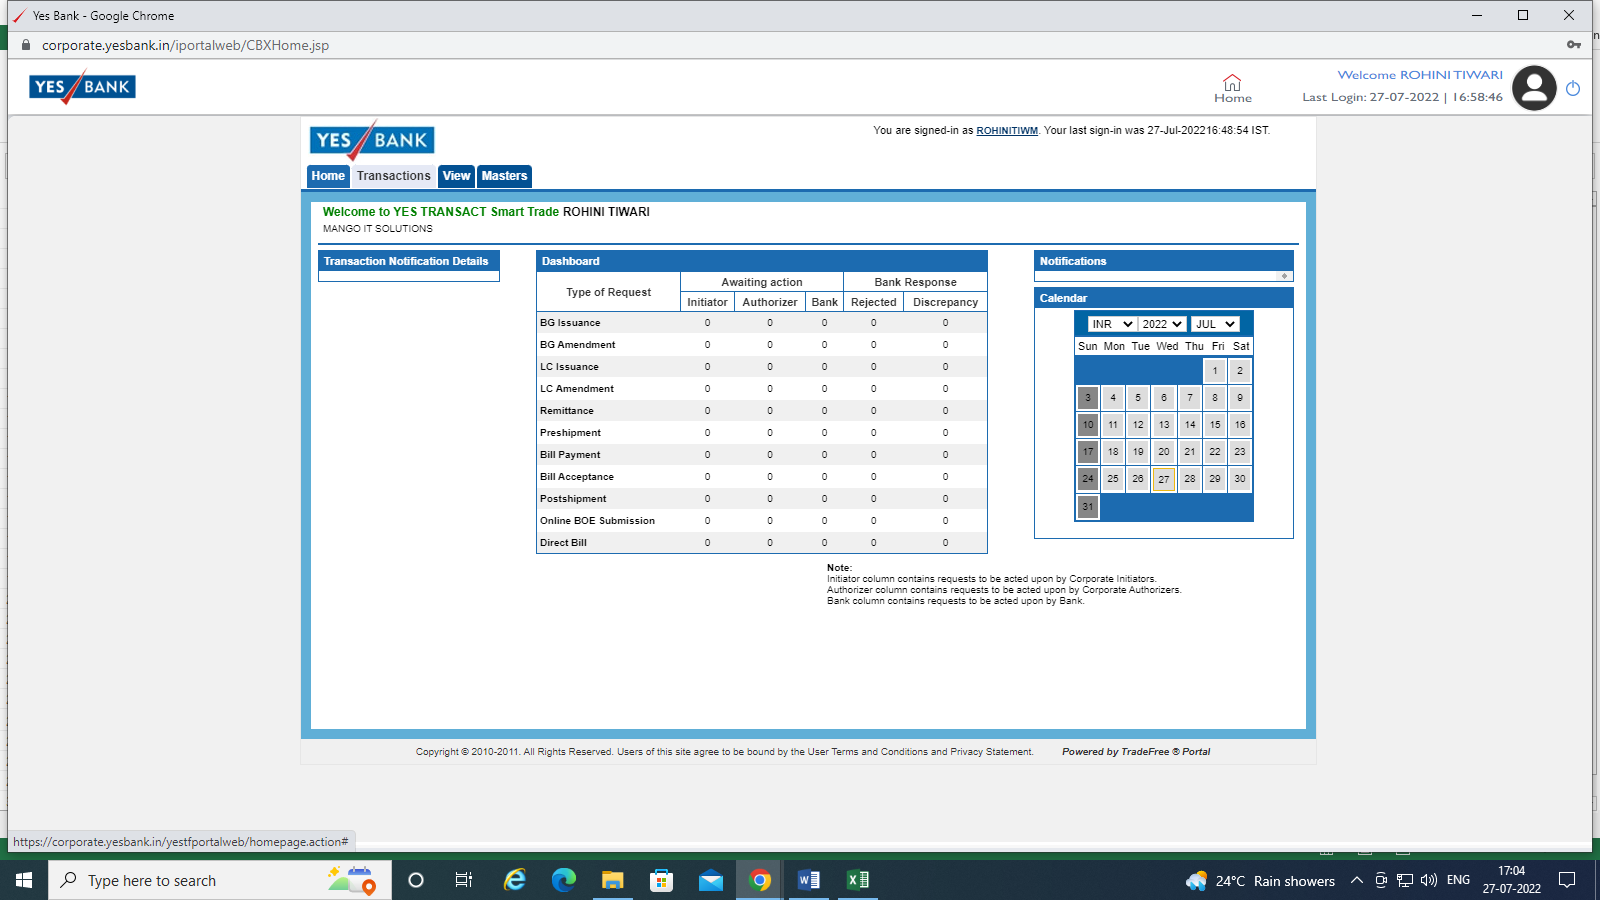 Yes Bank - Google Chrome
corporate.yesbank.in/iportalweb/CBXHome.jsp
YES BANK
Home
Welcome ROHINI TIWARI
Last Login: 27-07-2022 | 16:58:46
YES BANK
You are signed-in as ROHINITIWM. Your last sign-in was 27-Jul-202216:48:54 IST.
Home Transactions View Masters
Welcome to YES TRANSACT Smart Trade ROHINI TIWARI
MANGO IT SOLUTIONS
Transaction Notification Details
Dashboard
Type of Request Awaiting action Bank Response
Initiator Authorizer Bank Rejected Discrepancy
BG Issuance 0 0 0 0 0
BG Amendment 0 0 0 0 0
LC Issuance 0 0 0 0 0
LC Amendment 0 0 0 0 0
Remittance 0 0 0 0 0
Preshipment 0 0 0 0 0
Bill Payment 0 0 0 0 0
Bill Acceptance 0 0 0 0 0
Postshipment 0 0 0 0 0
Online BOE Submission 0 0 0 0 0
Direct Bill 0 0 0 0 0
Note:
Initiator column contains requests to be acted upon by Corporate Initiators.
Authorizer column contains requests to be acted upon by Corporate Authorizers.
Bank column contains requests to be acted upon by Bank.
Notifications
Calendar
INR 2022 JUL
Sun Mon Tue Wed Thu Fri Sat
1 2
3 4 5 6 7 8 9
10 11 12 13 14 15 16
17 18 19 20 21 22 23
24 25 26 27 28 29 30
31
Copyright © 2010-2011. All Rights Reserved. Users of this site agree to be bound by the User Terms and Conditions and Privacy Statement. Powered by TradeFree ® Portal
https://corporate.yesbank.in/yestfportalweb/homepage.action#
Type here to search
24°C Rain showers
ENG
17:04
27-07-2022